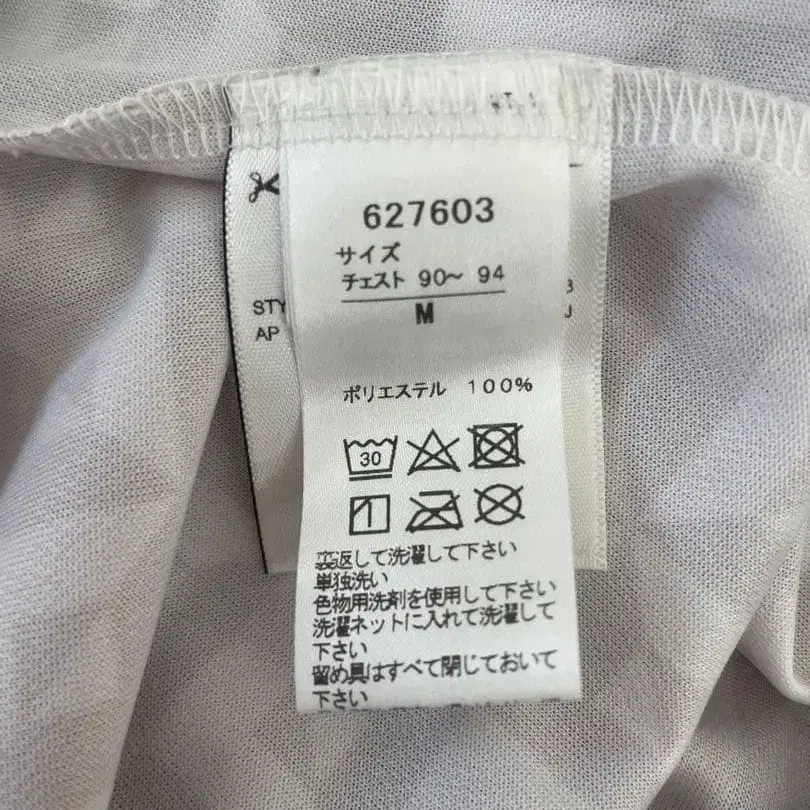 627603
サイズ
チェスト 90～ 94
M
STY
AP
ポリエステル 100%
30
裏返して洗濯して下さい
単独洗い
色物用洗剤を使用して下さい
洗濯ネットに入れて洗濯して
下さい
留め具はすべて閉じておいて
下さい